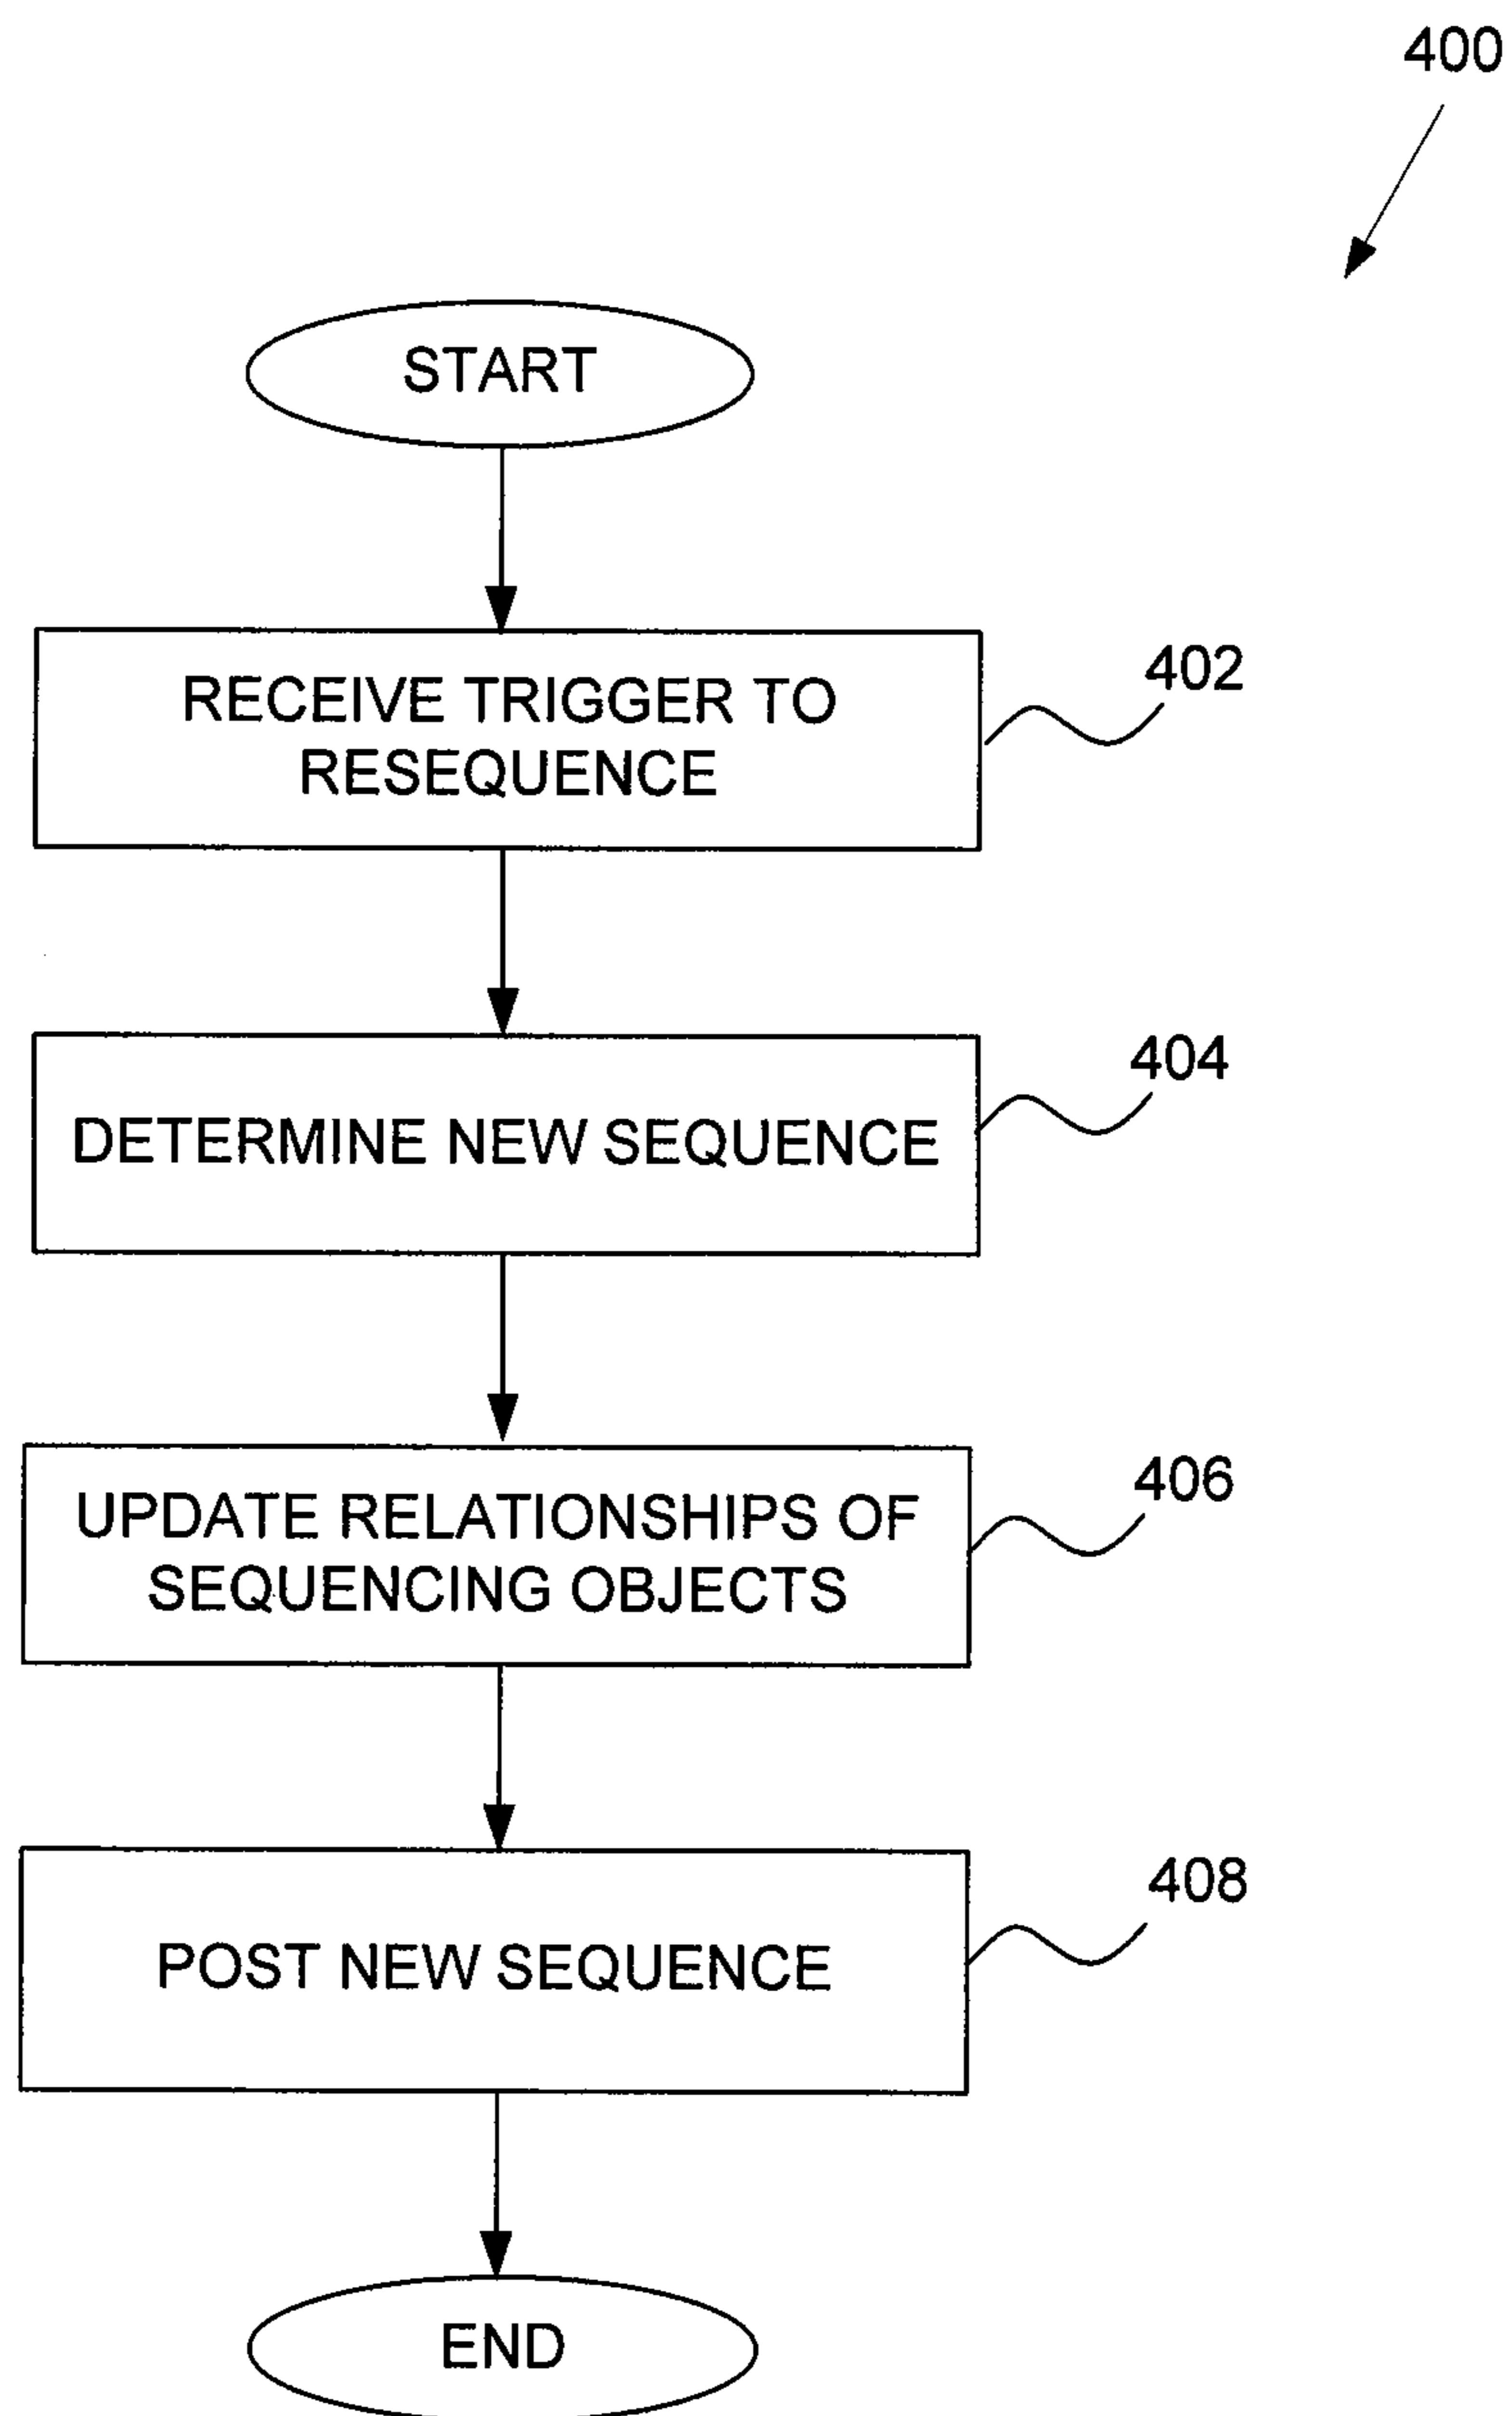 400
START
RECEIVE TRIGGER TO
RESEQUENCE
402
DETERMINE NEW SEQUENCE
404
UPDATE RELATIONSHIPS OF
SEQUENCING OBJECTS
406
POST NEW SEQUENCE
408
END